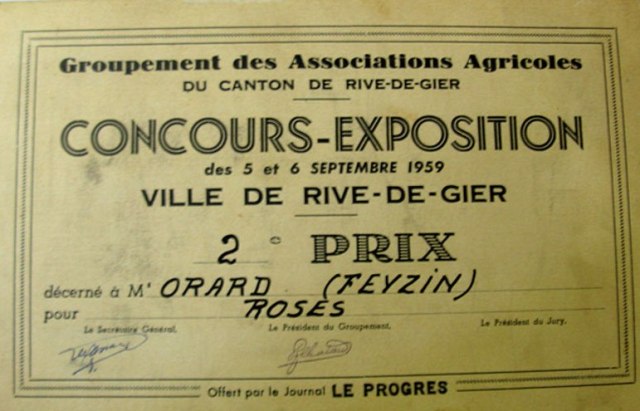 Groupement des Associations Agricoles
DU CANTON DE RIVE-DE-GIER
CONCOURS-EXPOSITION
des 5 et 6 SEPTEMBRE 1959
VILLE DE RIVE-DE-GIER
2e PRIX
décerné à Mr ORARD (FEYZIN)
pour ROSES
Le Secrétaire Général, Le Président du Groupement, Le Président du Jury,
Offert par le Journal LE PROGRES